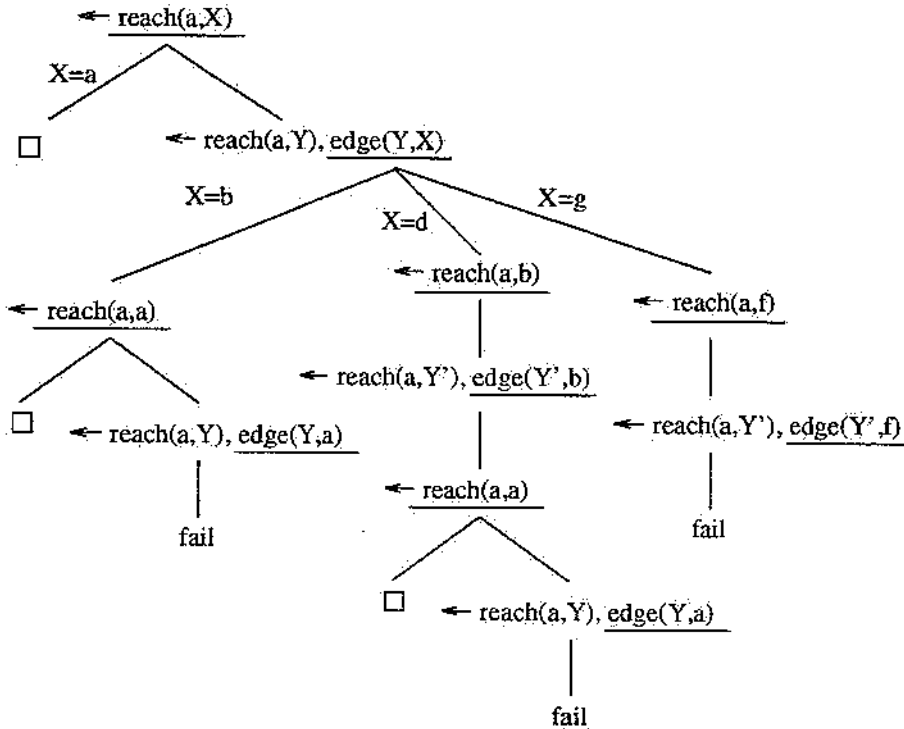 ← reach(a,X)
X=a
← reach(a,Y), edge(Y,X)
X=b
X=d
X=g
← reach(a,b)
← reach(a,a)
← reach(a,f)
← reach(a,Y'), edge(Y',b)
← reach(a,Y), edge(Y,a)
← reach(a,Y'), edge(Y',f)
← reach(a,a)
fail
fail
← reach(a,Y), edge(Y,a)
fail